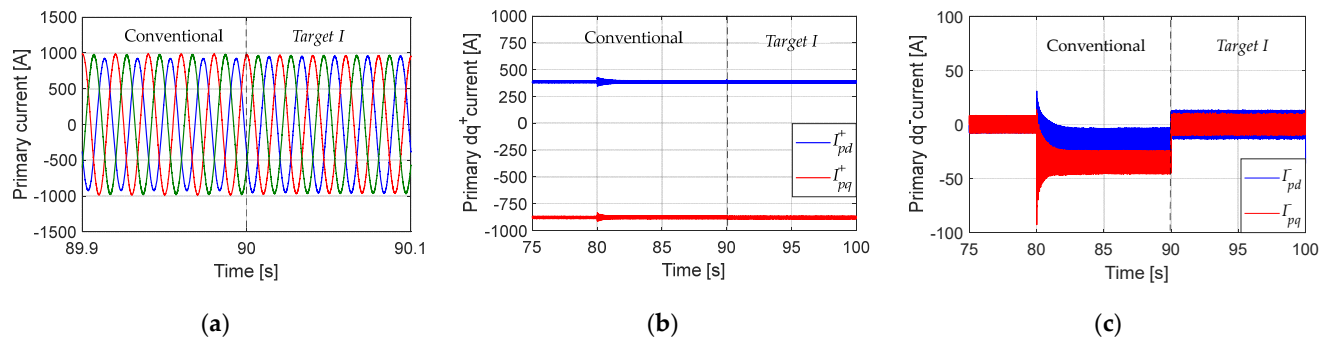 1500
1000
500
0
-500
1000
-1500
Primary current [A]
Conventional
Target I
89.9
90
90.1
Time [s]
(a)
1000
750
500
250
0
-250
-500
-750
-1000
Primary dq+current [A]
Conventional
Target I
I+pd
I+pq
75
80
85
90
95
100
Time [s]
(b)
100
50
0
-50
-100
Primary dq-current [A]
Conventional
Target I
I-pd
I-pq
75
80
85
90
95
100
Time [s]
(c)